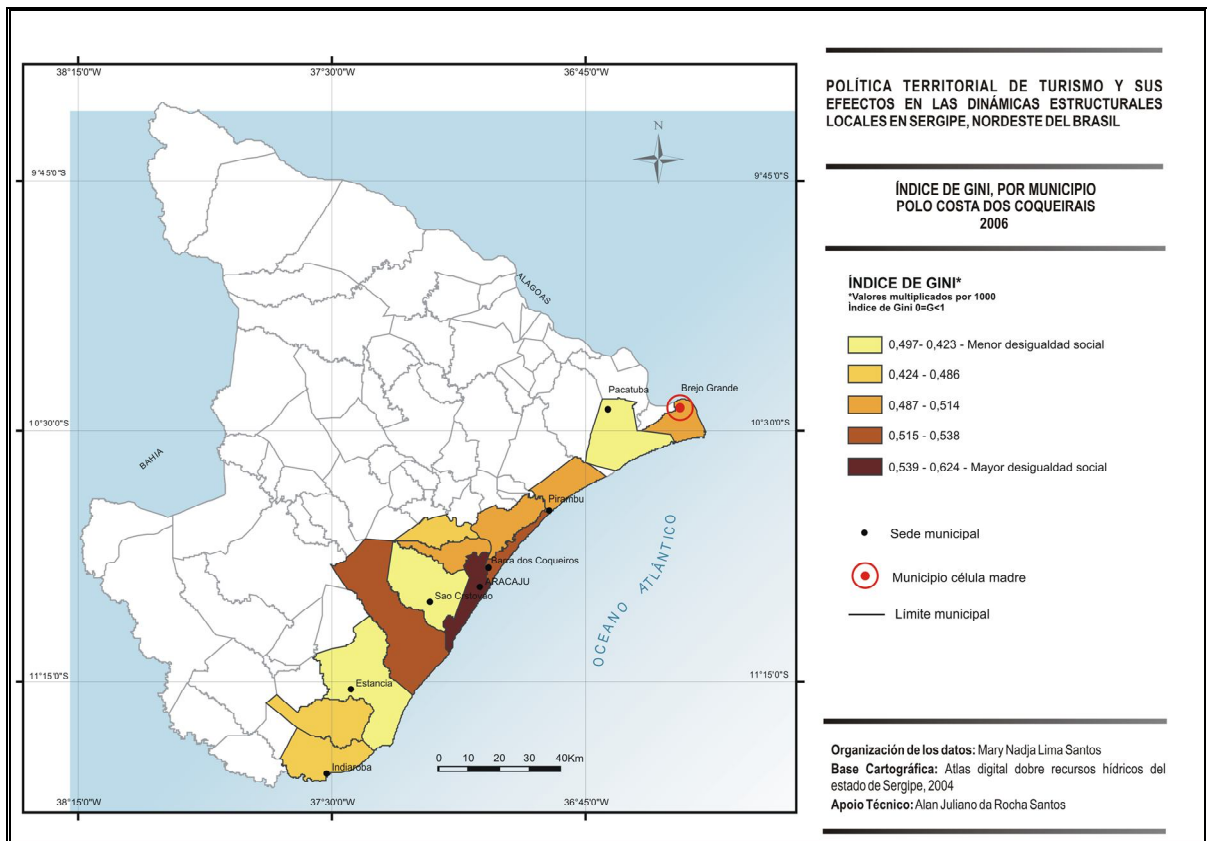 38°15'0"W
37°30'0"W
36°45'0"W
9°45'0"S
9°45'0"S
N
ALAGOAS
Pacatuba
Brejo Grande
10°30'0"S
10°30'0"S
BAHIA
Pirambu
Barra dos Coqueiros
ARACAJU
Sao Cristovao
OCEANO ATLÂNTICO
11°15'0"S
11°15'0"S
Estancia
Indiaroba
0 10 20 30 40Km
38°15'0"W
37°30'0"W
36°45'0"W
POLÍTICA TERRITORIAL DE TURISMO Y SUS
EFEECTOS EN LAS DINÁMICAS ESTRUCTURALES
LOCALES EN SERGIPE, NORDESTE DEL BRASIL
ÍNDICE DE GINI, POR MUNICIPIO
POLO COSTA DOS COQUEIRAIS
2006
ÍNDICE DE GINI*
*Valores multiplicados por 1000
Índice de Gini 0=G<1
0,497- 0,423 - Menor desigualdad social
0,424 - 0,486
0,487 - 0,514
0,515 - 0,538
0,539 - 0,624 - Mayor desigualdad social
Sede municipal
Municipio célula madre
Límite municipal
Organización de los datos: Mary Nadja Lima Santos
Base Cartográfica: Atlas digital dobre recursos hídricos del
estado de Sergipe, 2004
Apoio Técnico: Alan Juliano da Rocha Santos